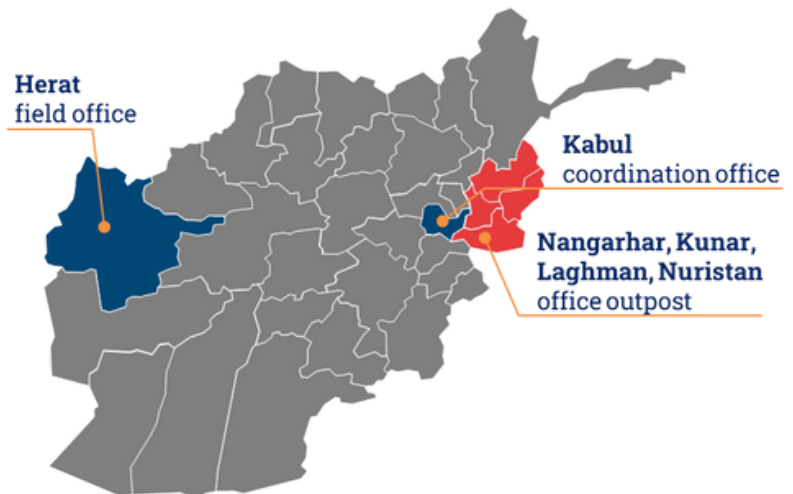 Herat
field office
Kabul
coordination office
Nangarhar, Kunar,
Laghman, Nuristan
office outpost